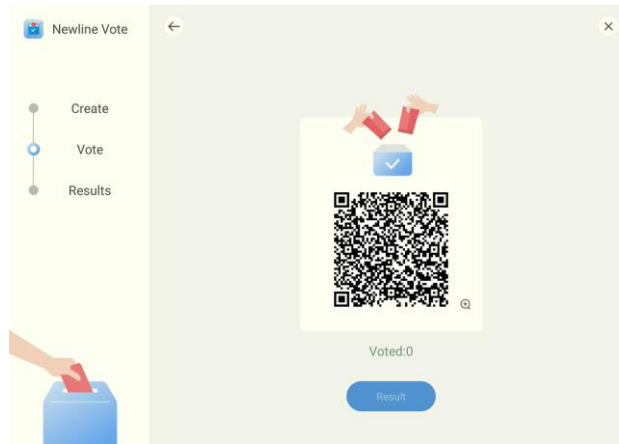 Newline Vote
Create
Vote
Results
Voted:0
Result